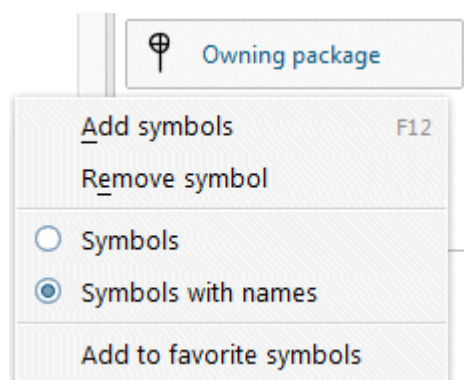 Owning package
Add symbols F12
Remove symbol
Symbols
Symbols with names
Add to favorite symbols